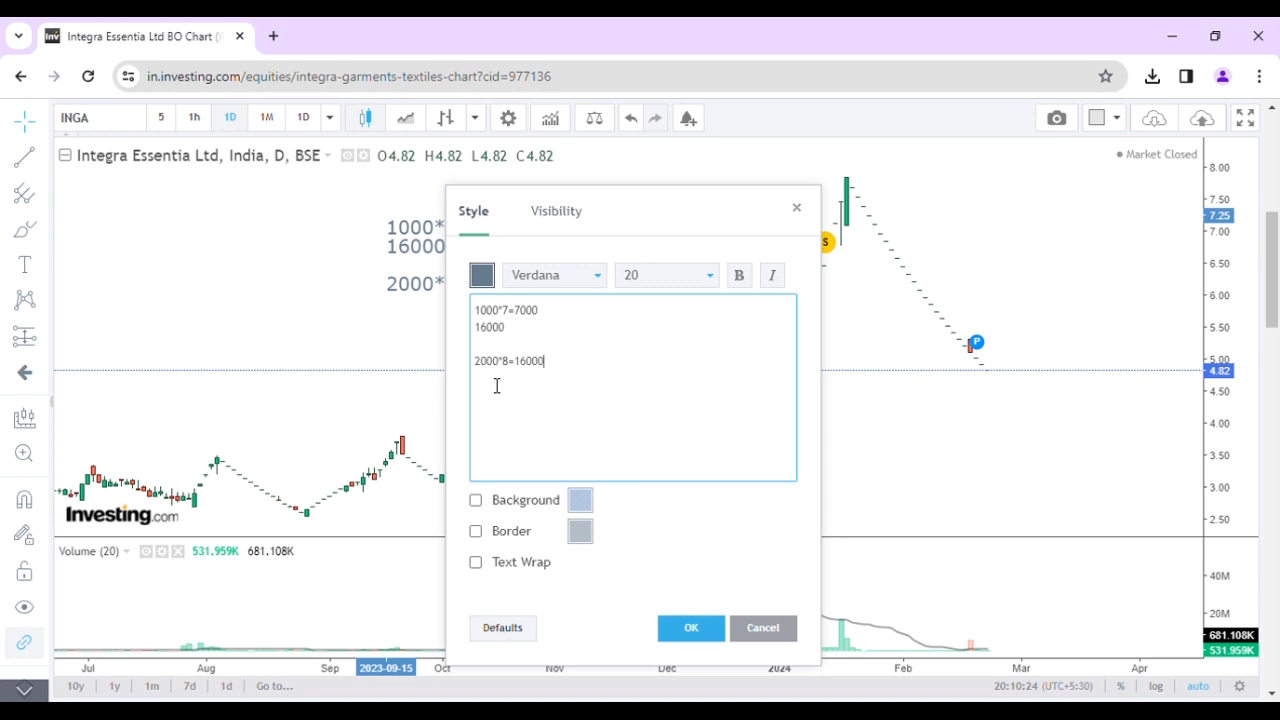 Integra Essentia Ltd BO Chart (I
in.investing.com/equities/integra-garments-textiles-chart?cid=977136
INGA 5 1h 1D 1M 1D
Integra Essentia Ltd, India, D, BSE O4.82 H4.82 L4.82 C4.82
Market Closed
1000*
16000
2000*
Style Visibility
Verdana 20 B I
1000*7=7000
16000
2000*8=16000
Background
Border
Text Wrap
Defaults OK Cancel
S
P
8.00
7.50
7.25
7.00
6.50
6.00
5.50
5.00
4.82
4.50
4.00
3.50
3.00
2.50
Investing.com
Volume (20) 531.959K 681.108K
40M
20M
681.108K
531.959K
Jul Aug Sep 2023-09-15 Oct Nov Dec 2024 Feb Mar Apr
10y 1y 1m 7d 1d Go to... 20:10:24 (UTC+5:30) % log auto